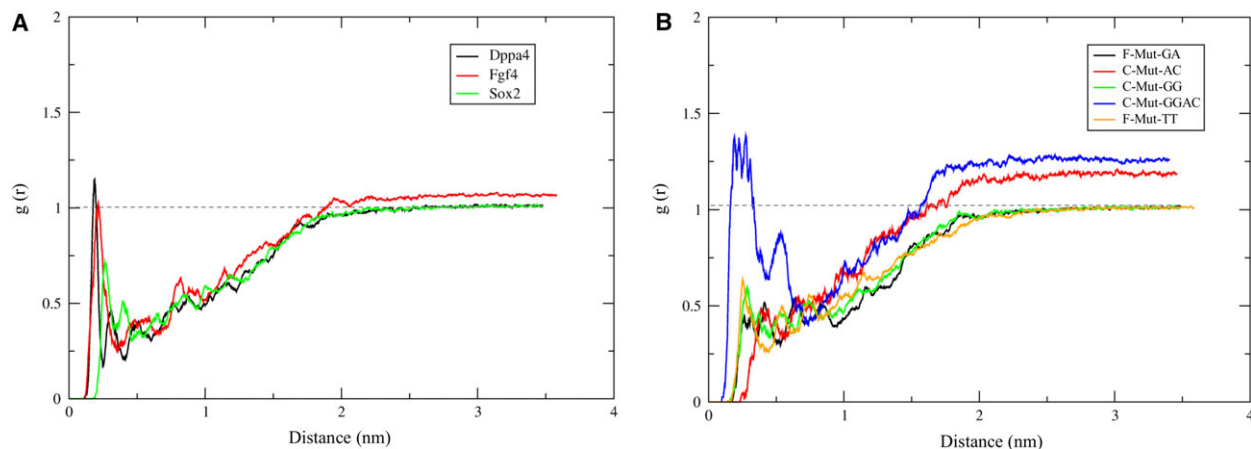 A
2
1.5
1
0.5
0
g (r)
0
1
2
3
4
Distance (nm)
Dppa4
Fgf4
Sox2
B
2
1.5
1
0.5
0
g (r)
0
1
2
3
4
Distance (nm)
F-Mut-GA
C-Mut-AC
C-Mut-GG
C-Mut-GGAC
F-Mut-TT